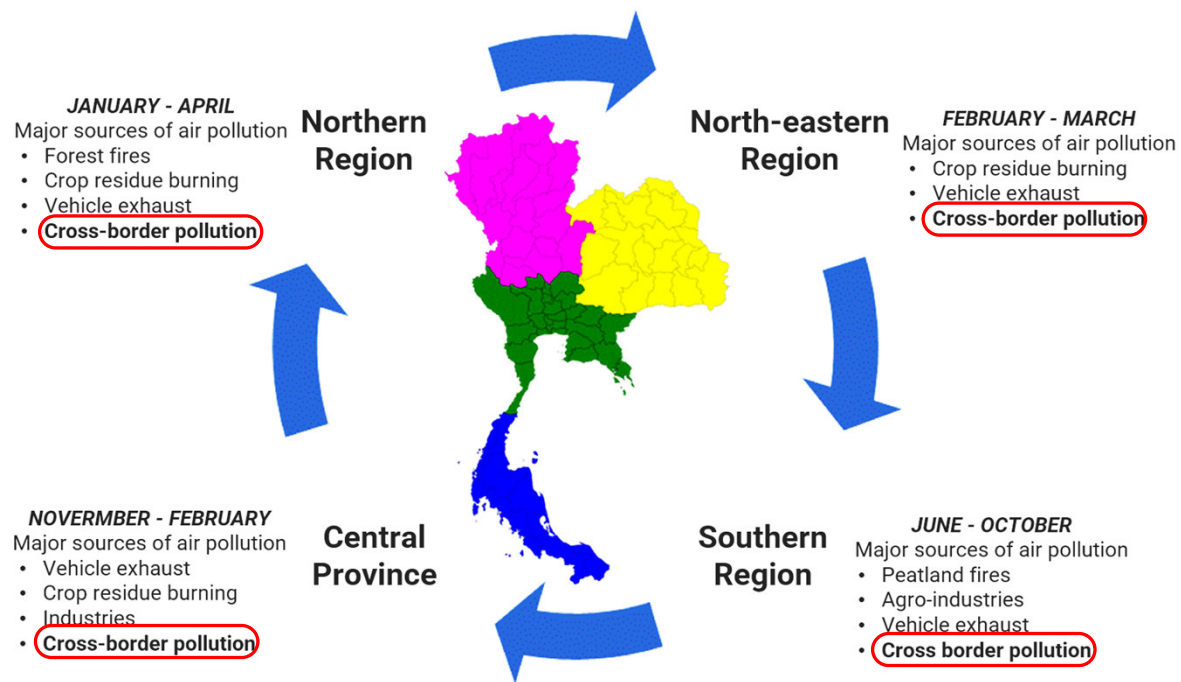 JANUARY - APRIL
Major sources of air pollution
• Forest fires
• Crop residue burning
• Vehicle exhaust
• Cross-border pollution
Northern
Region
North-eastern
Region
FEBRUARY - MARCH
Major sources of air pollution
• Crop residue burning
• Vehicle exhaust
• Cross-border pollution
NOVERMBER - FEBRUARY
Major sources of air pollution
• Vehicle exhaust
• Crop residue burning
• Industries
• Cross-border pollution
Central
Province
Southern
Region
JUNE - OCTOBER
Major sources of air pollution
• Peatland fires
• Agro-industries
• Vehicle exhaust
• Cross border pollution